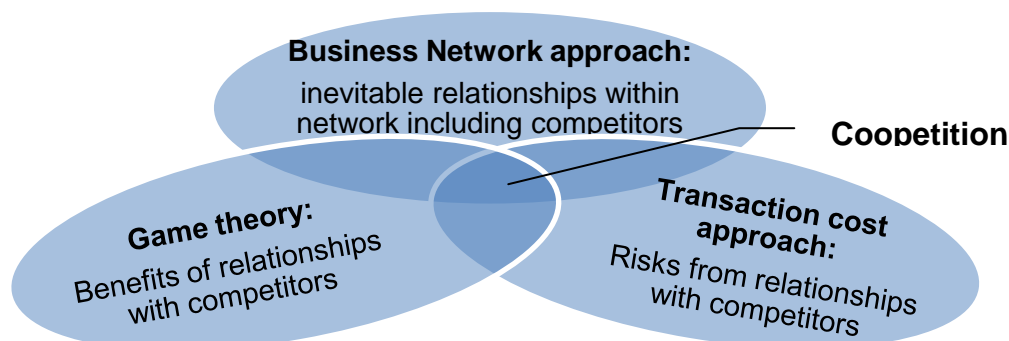 Business Network approach:
inevitable relationships within
network including competitors
Coopetition
Game theory:
Benefits of relationships
with competitors
Transaction cost
approach:
Risks from relationships
with competitors